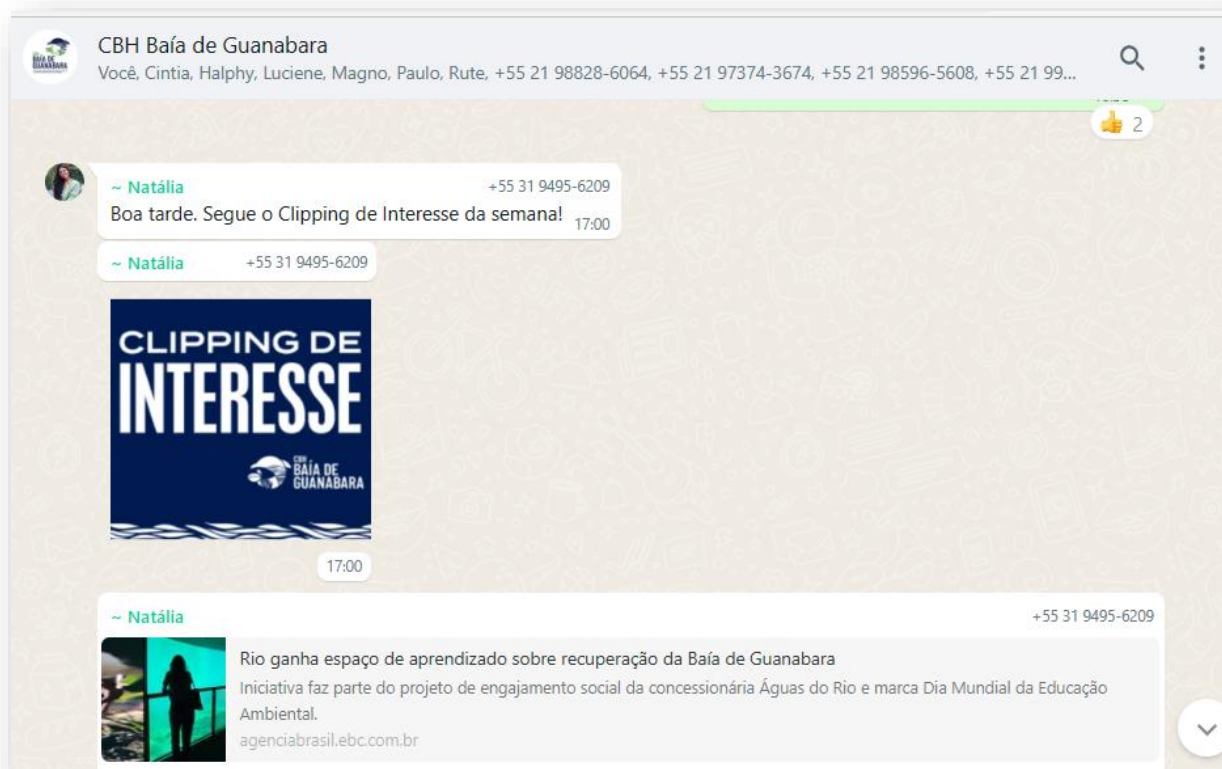 CBH Baía de Guanabara
Você, Cintia, Halphy, Luciene, Magno, Paulo, Rute, +55 21 98828-6064, +55 21 97374-3674, +55 21 98596-5608, +55 21 99...
2
~ Natália +55 31 9495-6209
Boa tarde. Segue o Clipping de Interesse da semana! 17:00
~ Natália +55 31 9495-6209
CLIPPING DE
INTERESSE
CBH
BAÍA DE
GUANABARA
17:00
~ Natália +55 31 9495-6209
Rio ganha espaço de aprendizado sobre recuperação da Baía de Guanabara
Iniciativa faz parte do projeto de engajamento social da concessionária Águas do Rio e marca Dia Mundial da Educação
Ambiental.
agenciabrasil.ebc.com.br